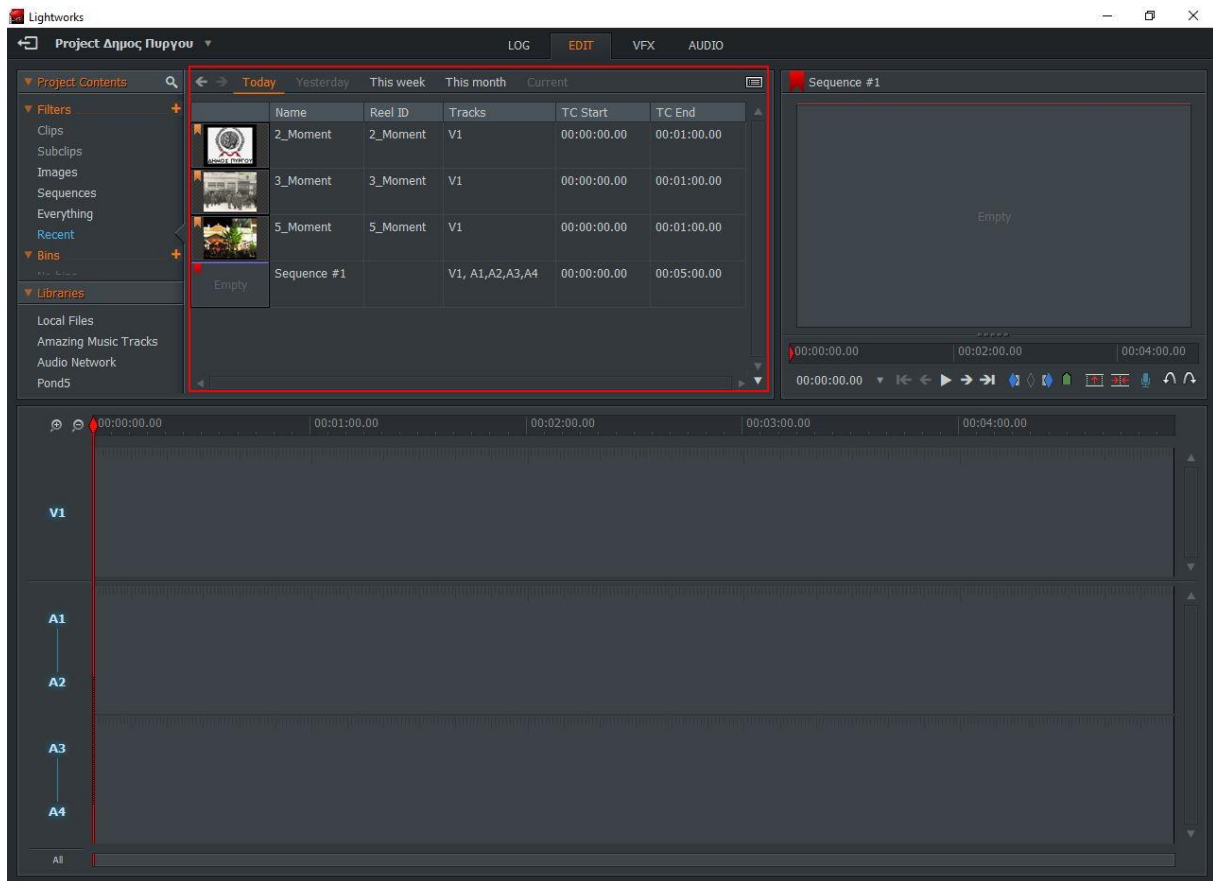 Lightworks
Project Δημος Πυργου
LOG EDIT VFX AUDIO
Project Contents
Filters +
Clips
Subclips
Images
Sequences
Everything
Recent
Bins +
Libraries
Local Files
Amazing Music Tracks
Audio Network
Pond5
Today Yesterday This week This month Current
Name Reel ID Tracks TC Start TC End
ΔΗΜΟΣ ΠΥΡΓΟΥ
2_Moment 2_Moment V1 00:00:00.00 00:01:00.00
3_Moment 3_Moment V1 00:00:00.00 00:01:00.00
5_Moment 5_Moment V1 00:00:00.00 00:01:00.00
Empty Sequence #1 V1, A1,A2,A3,A4 00:00:00.00 00:05:00.00
Sequence #1
Empty
00:00:00.00 00:02:00.00 00:04:00.00
00:00:00.00
00:00:00.00 00:01:00.00 00:02:00.00 00:03:00.00 00:04:00.00
V1
A1
A2
A3
A4
All